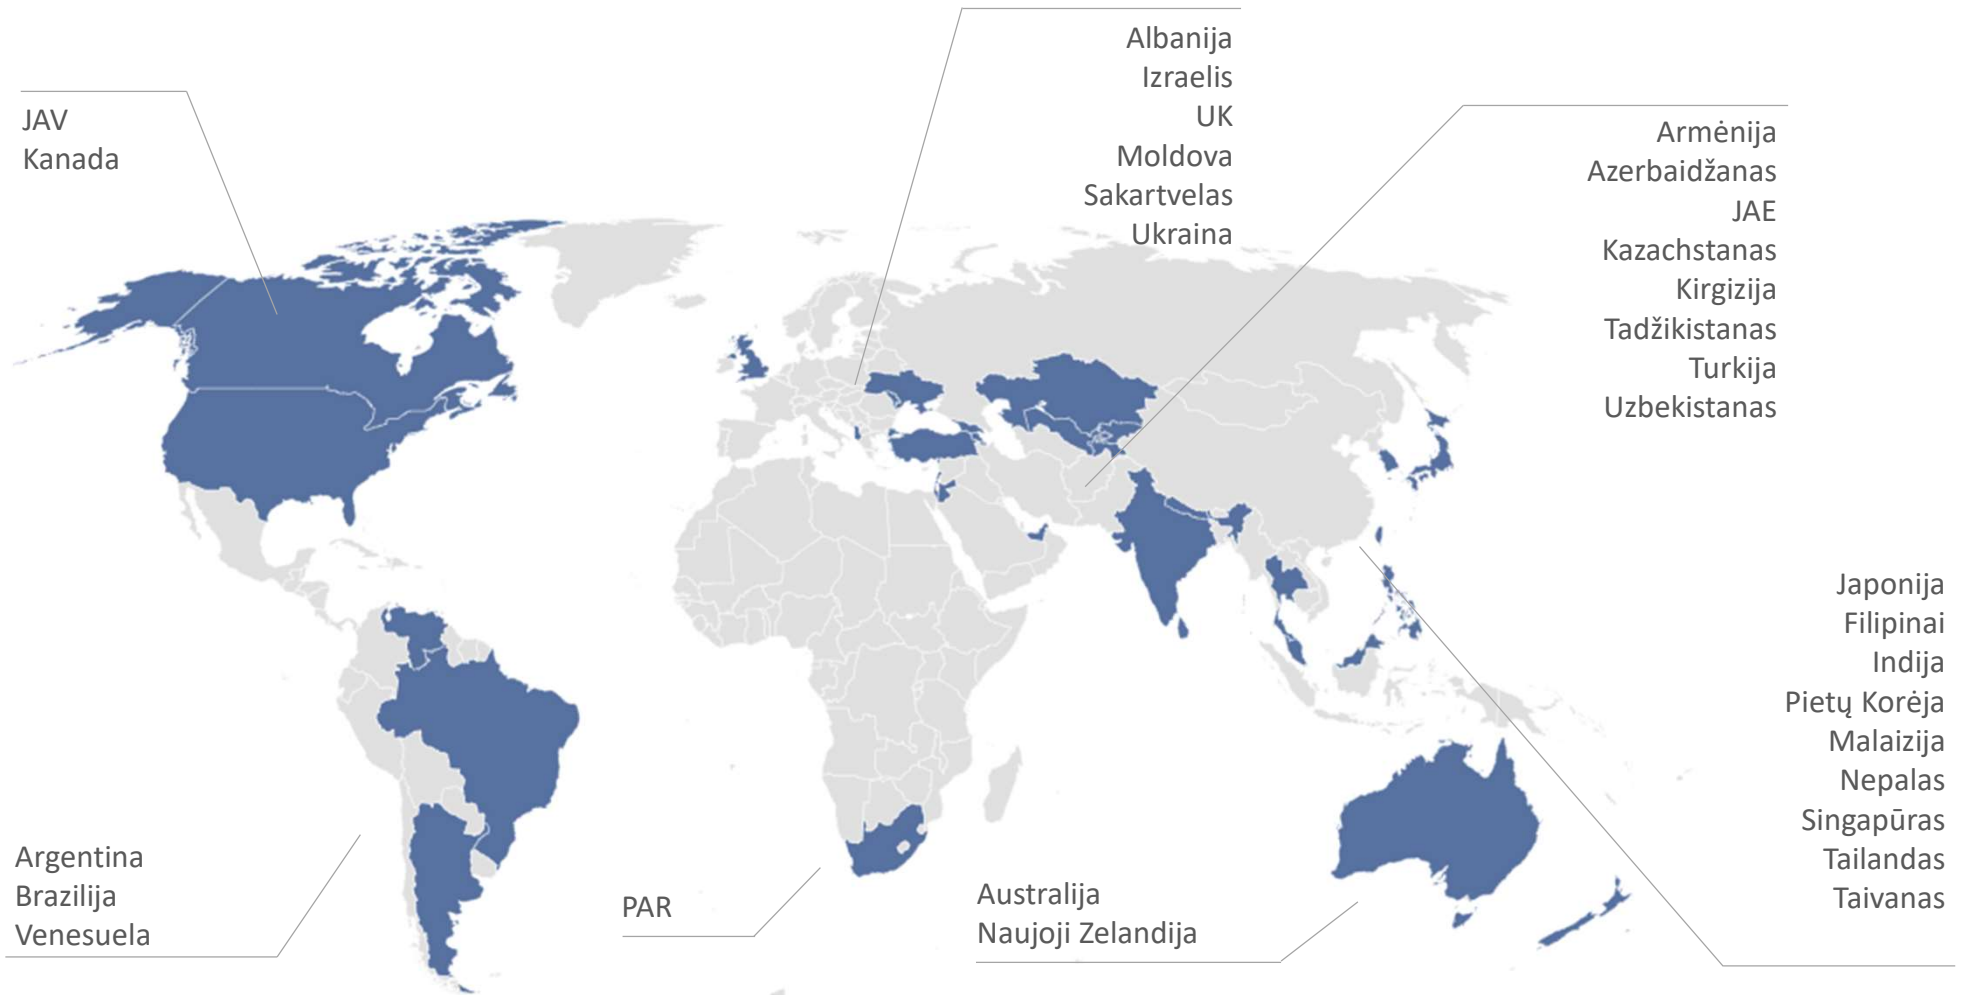 JAV
Kanada
Albanija
Izraelis
UK
Moldova
Sakartvelas
Ukraina
Armėnija
Azerbaidžanas
JAE
Kazachstanas
Kirgizija
Tadžikistanas
Turkija
Uzbekistanas
Japonija
Filipinai
Indija
Pietų Korėja
Malaizija
Nepalas
Singapūras
Tailandas
Taivanas
Argentina
Brazilija
Venesuela
PAR
Australija
Naujoji Zelandija